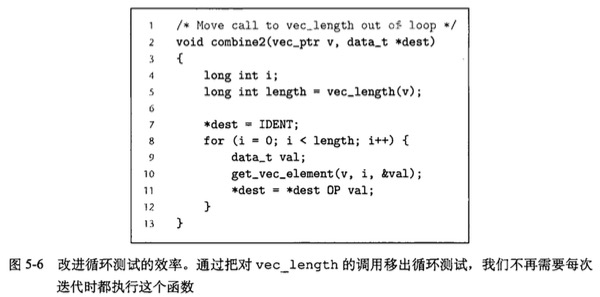 1 /* Move call to vec_length out of loop */
2 void combine2(vec_ptr v, data_t *dest)
3 {
4 long int i;
5 long int length = vec_length(v);
6
7 *dest = IDENT;
8 for (i = 0; i < length; i++) {
9 data_t val;
10 get_vec_element(v, i, &val);
11 *dest = *dest OP val;
12 }
13 }
图 5-6 改进循环测试的效率。通过把对 vec_length 的调用移出循环测试，我们不再需要每次
迭代时都执行这个函数